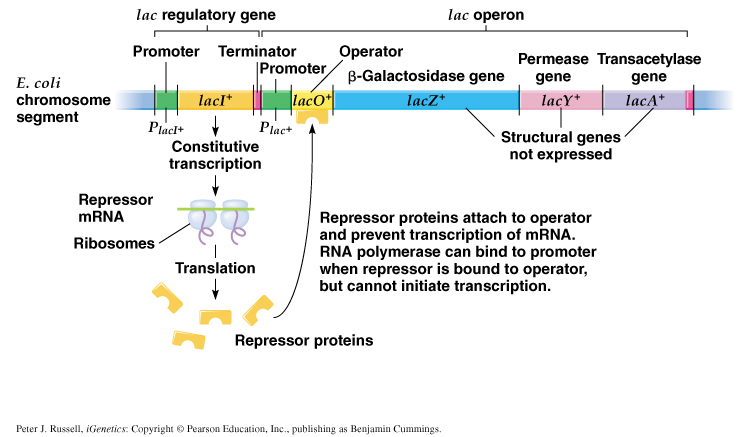 lac regulatory gene
lac operon
Promoter
Terminator
Operator
Promoter
β-Galactosidase gene
Permease
gene
Transacetylase
gene
E. coli
chromosome
segment
lacI+
lacO+
lacZ+
lacY+
lacA+
PlacI+
Plac+
Constitutive
transcription
Structural genes
not expressed
Repressor
mRNA
Ribosomes
Translation
Repressor proteins attach to operator
and prevent transcription of mRNA.
RNA polymerase can bind to promoter
when repressor is bound to operator,
but cannot initiate transcription.
Repressor proteins
Peter J. Russell, iGenetics: Copyright © Pearson Education, Inc., publishing as Benjamin Cummings.